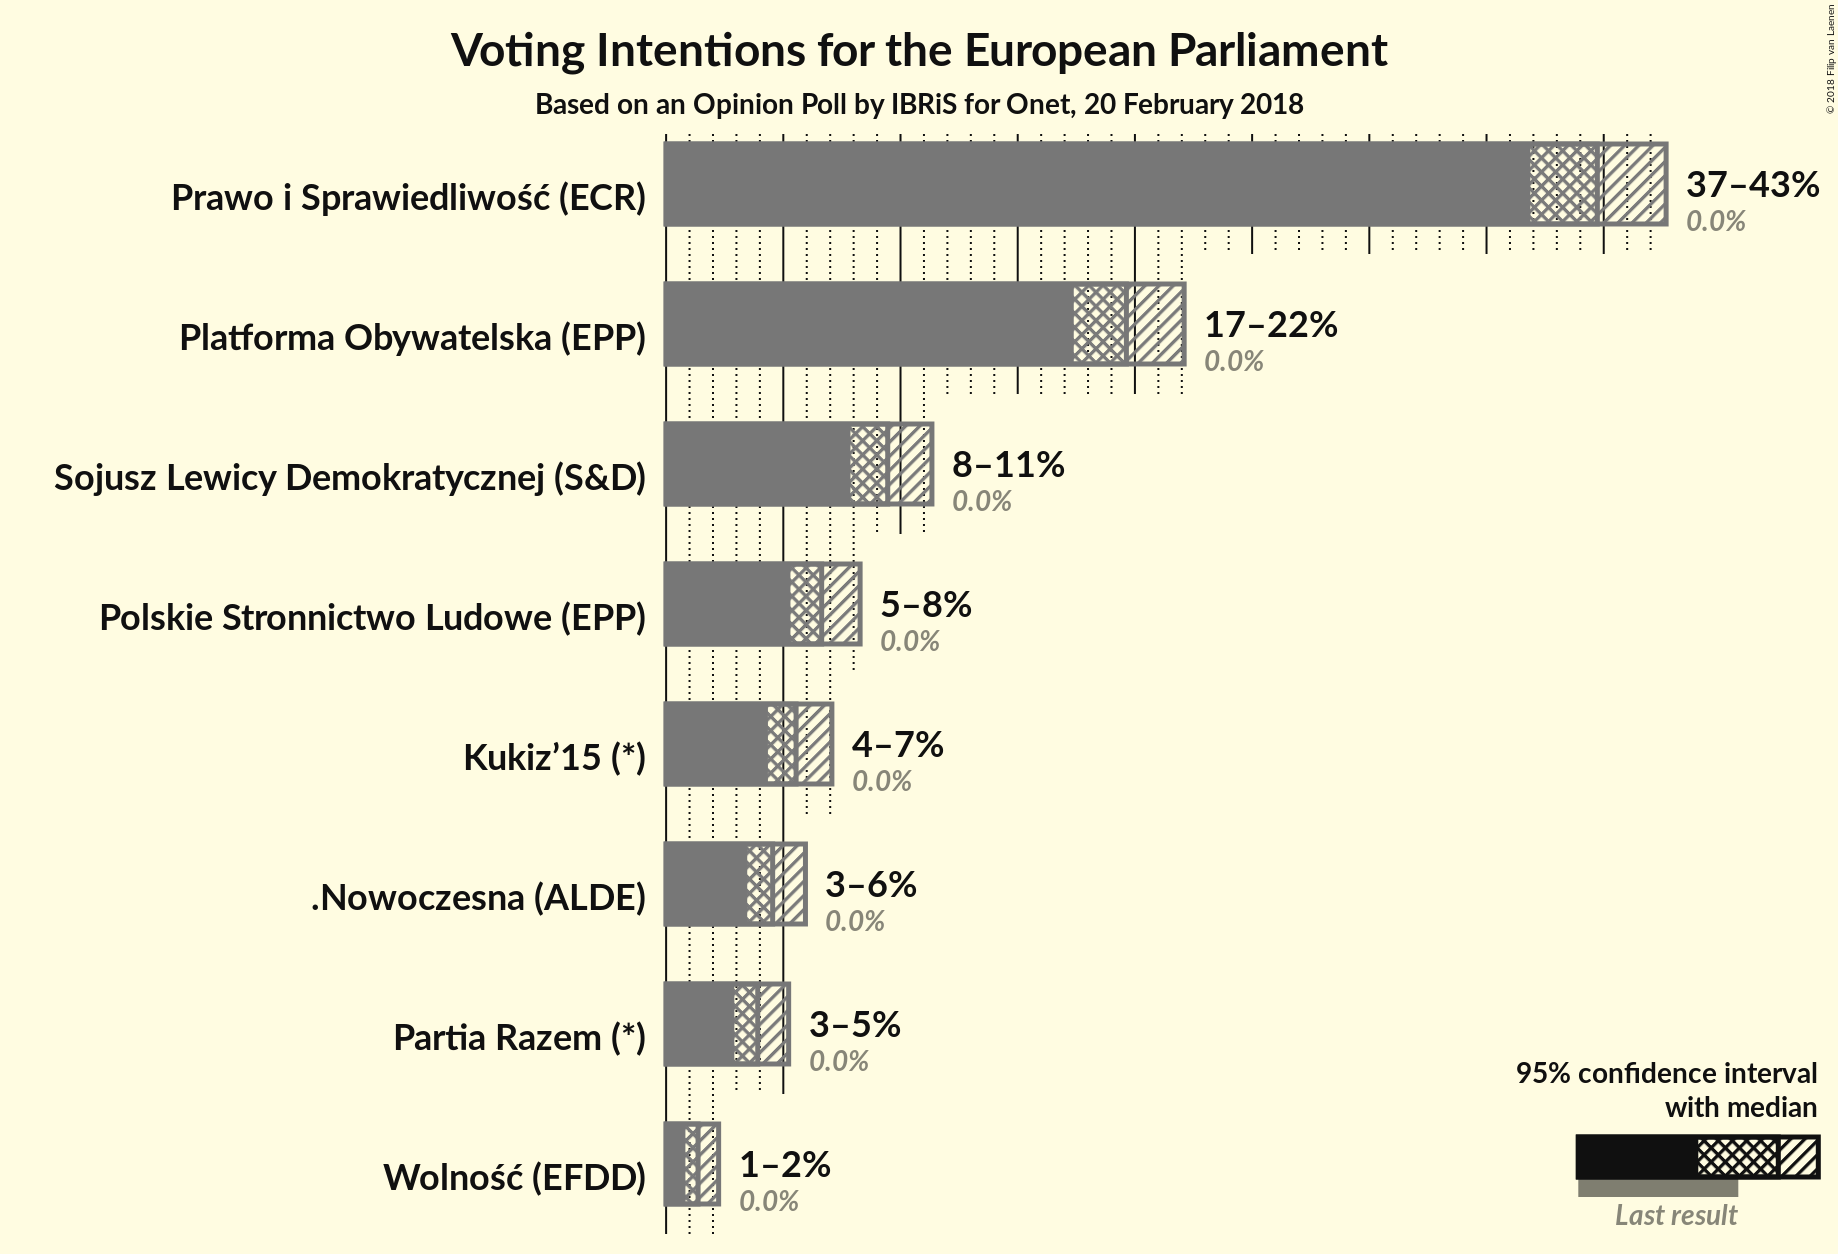 Voting Intentions for the European Parliament
Based on an Opinion Poll by IBRiS for Onet, 20 February 2018
© 2018 Filip van Laenen
Prawo i Sprawiedliwość (ECR)
37–43%
0.0%
Platforma Obywatelska (EPP)
17–22%
0.0%
Sojusz Lewicy Demokratycznej (S&D)
8–11%
0.0%
Polskie Stronnictwo Ludowe (EPP)
5–8%
0.0%
Kukiz’15 (*)
4–7%
0.0%
.Nowoczesna (ALDE)
3–6%
0.0%
Partia Razem (*)
3–5%
0.0%
Wolność (EFDD)
1–2%
0.0%
95% confidence interval
with median
Last result